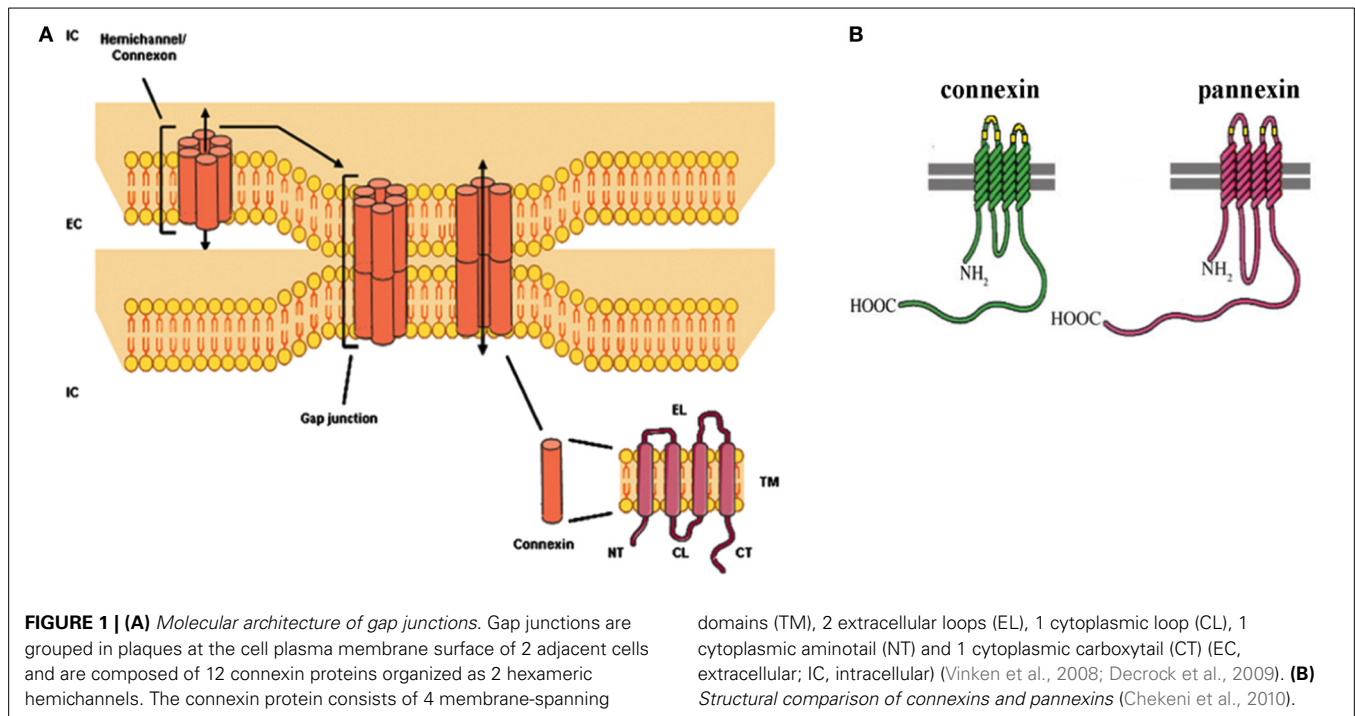 A
IC
Hemichannel/
Connexon
EC
IC
Gap junction
EL
TM
Connexin
NT
CL
CT
B
connexin
pannexin
NH2
HOOC
NH2
HOOC
FIGURE 1 | (A) Molecular architecture of gap junctions. Gap junctions are
grouped in plaques at the cell plasma membrane surface of 2 adjacent cells
and are composed of 12 connexin proteins organized as 2 hexameric
hemichannels. The connexin protein consists of 4 membrane-spanning
domains (TM), 2 extracellular loops (EL), 1 cytoplasmic loop (CL), 1
cytoplasmic aminotail (NT) and 1 cytoplasmic carboxytail (CT) (EC,
extracellular; IC, intracellular) (Vinken et al., 2008; Decrock et al., 2009). (B)
Structural comparison of connexins and pannexins (Chekeni et al., 2010).